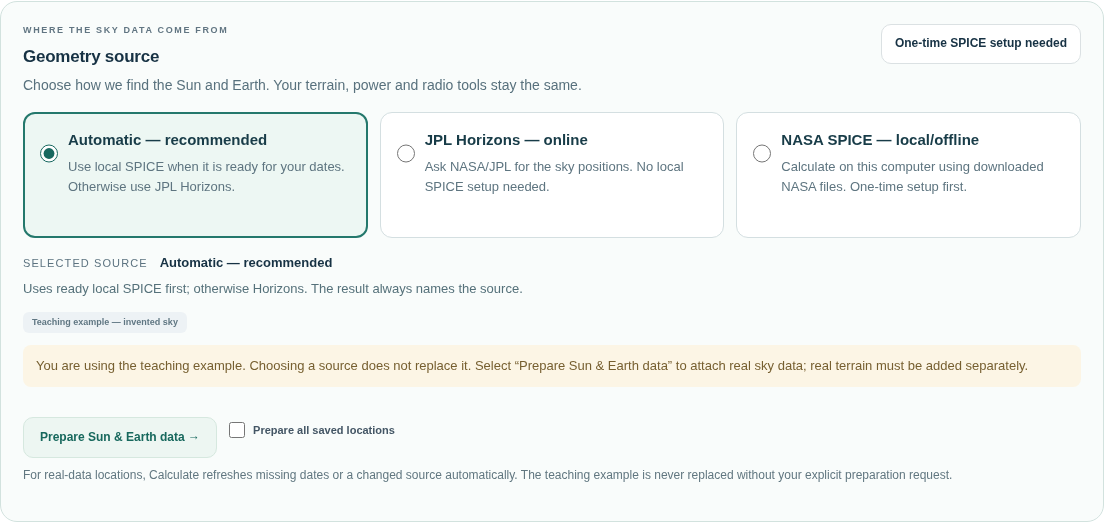 WHERE THE SKY DATA COME FROM
Geometry source
One-time SPICE setup needed
Choose how we find the Sun and Earth. Your terrain, power and radio tools stay the same.
Automatic — recommended
Use local SPICE when it is ready for your dates.
Otherwise use JPL Horizons.
JPL Horizons — online
Ask NASA/JPL for the sky positions. No local
SPICE setup needed.
NASA SPICE — local/offline
Calculate on this computer using downloaded
NASA files. One-time setup first.
SELECTED SOURCE Automatic — recommended
Uses ready local SPICE first; otherwise Horizons. The result always names the source.
Teaching example — invented sky
You are using the teaching example. Choosing a source does not replace it. Select “Prepare Sun & Earth data” to attach real sky data; real terrain must be added separately.
Prepare Sun & Earth data →
Prepare all saved locations
For real-data locations, Calculate refreshes missing dates or a changed source automatically. The teaching example is never replaced without your explicit preparation request.